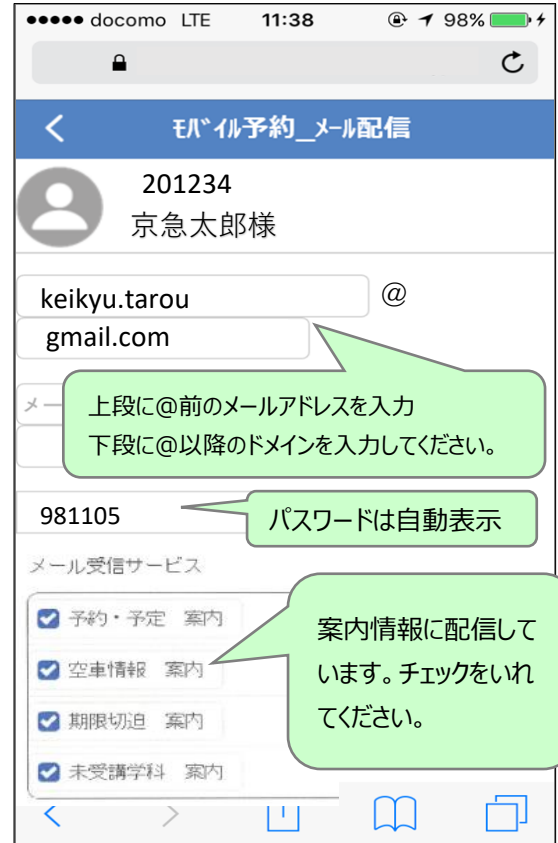 docomo LTE 11:38 98%
モバイル予約_メール配信
201234
京急太郎様
keikyu.tarou @
gmail.com
メー
上段に@前のメールアドレスを入力
下段に@以降のドメインを入力してください。
981105
パスワードは自動表示
メール受信サービス
予約・予定 案内
空車情報 案内
期限切迫 案内
未受講学科 案内
案内情報に配信して
います。チェックをいれ
てください。